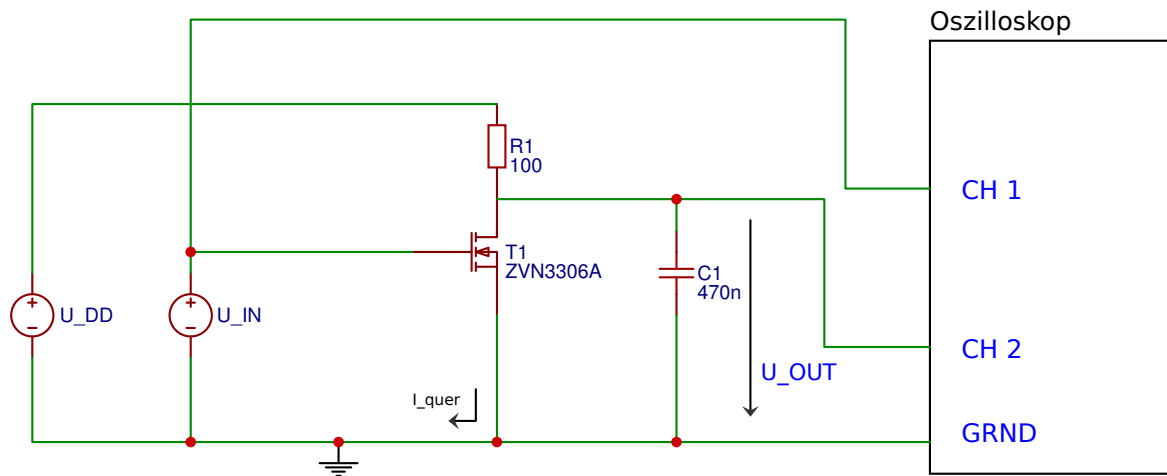 Oszilloskop
R1
100
CH 1
T1
ZVN3306A
C1
470n
+
−
U_DD
+
−
U_IN
CH 2
U_OUT
I_quer
GRND